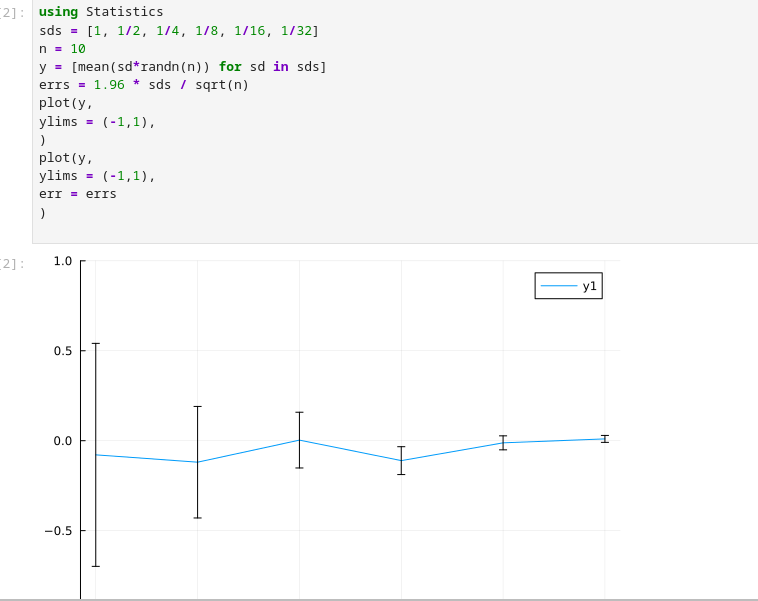 [2]:
using Statistics
sds = [1, 1/2, 1/4, 1/8, 1/16, 1/32]
n = 10
y = [mean(sd*randn(n)) for sd in sds]
errs = 1.96 * sds / sqrt(n)
plot(y,
ylims = (-1,1),
)
plot(y,
ylims = (-1,1),
err = errs
)
[2]:
1.0
y1
0.5
0.0
−0.5